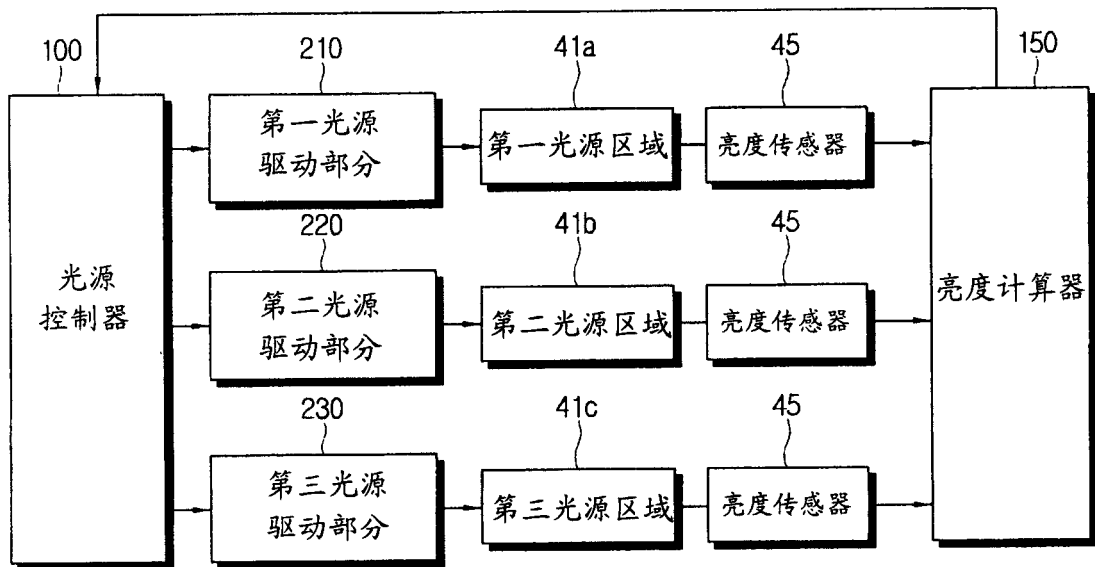 100
210
41a
45
150
第一光源
驱动部分
第一光源区域
亮度传感器
220
41b
45
光源
控制器
第二光源
驱动部分
第二光源区域
亮度传感器
亮度计算器
230
41c
45
第三光源
驱动部分
第三光源区域
亮度传感器